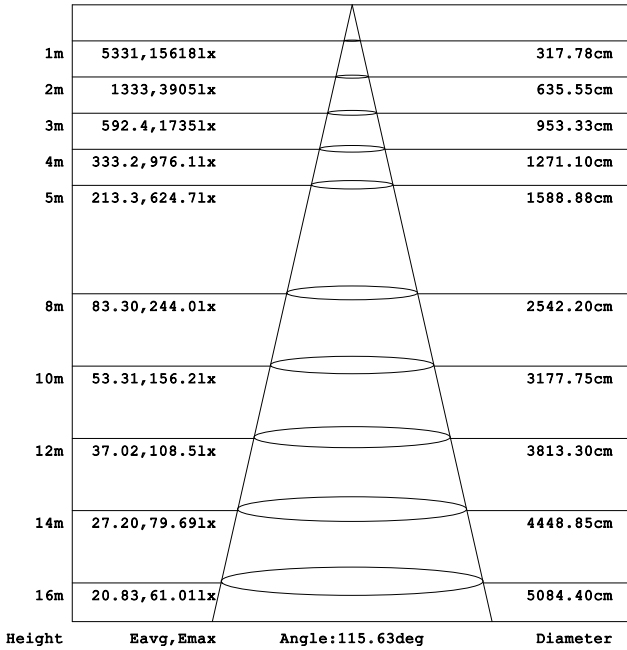 1m 5331,15618lx 317.78cm
2m 1333,3905lx 635.55cm
3m 592.4,1735lx 953.33cm
4m 333.2,976.1lx 1271.10cm
5m 213.3,624.7lx 1588.88cm
8m 83.30,244.0lx 2542.20cm
10m 53.31,156.2lx 3177.75cm
12m 37.02,108.5lx 3813.30cm
14m 27.20,79.69lx 4448.85cm
16m 20.83,61.01lx 5084.40cm
Height Eavg,Emax Angle:115.63deg Diameter